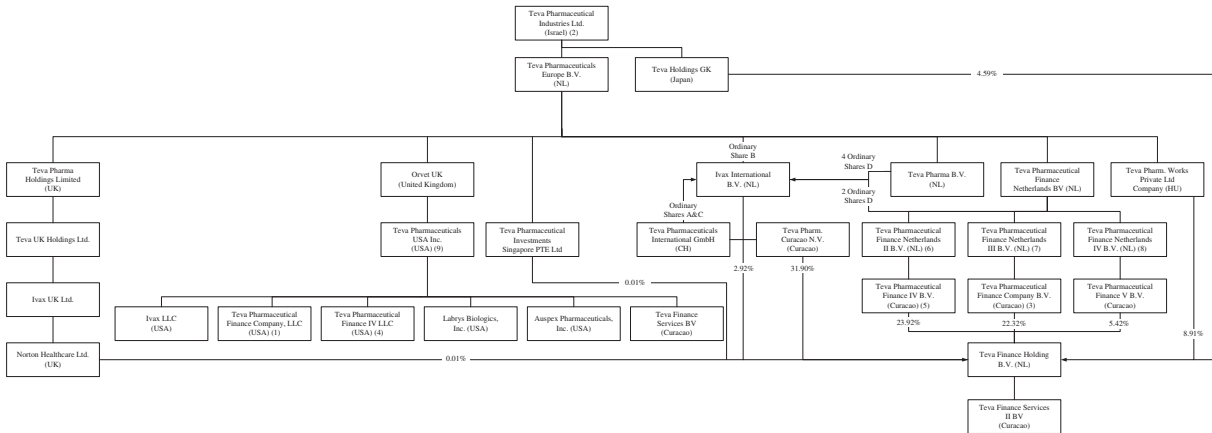 Teva Pharmaceutical
Industries Ltd.
(Israel) (2)
Teva Pharmaceuticals
Europe B.V.
(NL)
Teva Holdings GK
(Japan)
4.59%
Teva Pharma
Holdings Limited
(UK)
Orvet UK
(United Kingdom)
Ordinary
Share B
Ivax International
B.V. (NL)
4 Ordinary
Shares D
2 Ordinary
Shares D
Teva Pharma B.V.
(NL)
Teva Pharmaceutical
Finance
Netherlands BV (NL)
Teva Pharm. Works
Private Ltd
Company (HU)
Ordinary
Shares A&C
Teva UK Holdings Ltd.
Teva Pharmaceuticals
USA Inc.
(USA) (9)
Teva Pharmaceutical
Investments
Singapore PTE Ltd
Teva Pharmaceuticals
International GmbH
(CH)
Teva Pharm.
Curacao N.V.
(Curacao)
Teva Pharmaceutical
Finance Netherlands
II B.V. (NL) (6)
Teva Pharmaceutical
Finance Netherlands
III B.V. (NL) (7)
Teva Pharmaceutical
Finance Netherlands
IV B.V. (NL) (8)
2.92%
31.90%
0.01%
Ivax UK Ltd.
Ivax LLC
(USA)
Teva Pharmaceutical
Finance Company, LLC
(USA) (1)
Teva Pharmaceutical
Finance IV LLC
(USA) (4)
Labrys Biologics,
Inc. (USA)
Auspex Pharmaceuticals,
Inc. (USA)
Teva Finance
Services BV
(Curacao)
Teva Pharmaceutical
Finance IV B.V.
(Curacao) (5)
Teva Pharmaceutical
Finance Company B.V.
(Curacao) (3)
Teva Pharmaceutical
Finance V B.V.
(Curacao)
23.92%
22.32%
5.42%
8.91%
Norton Healthcare Ltd.
(UK)
0.01%
Teva Finance Holding
B.V. (NL)
Teva Finance Services
II BV
(Curacao)